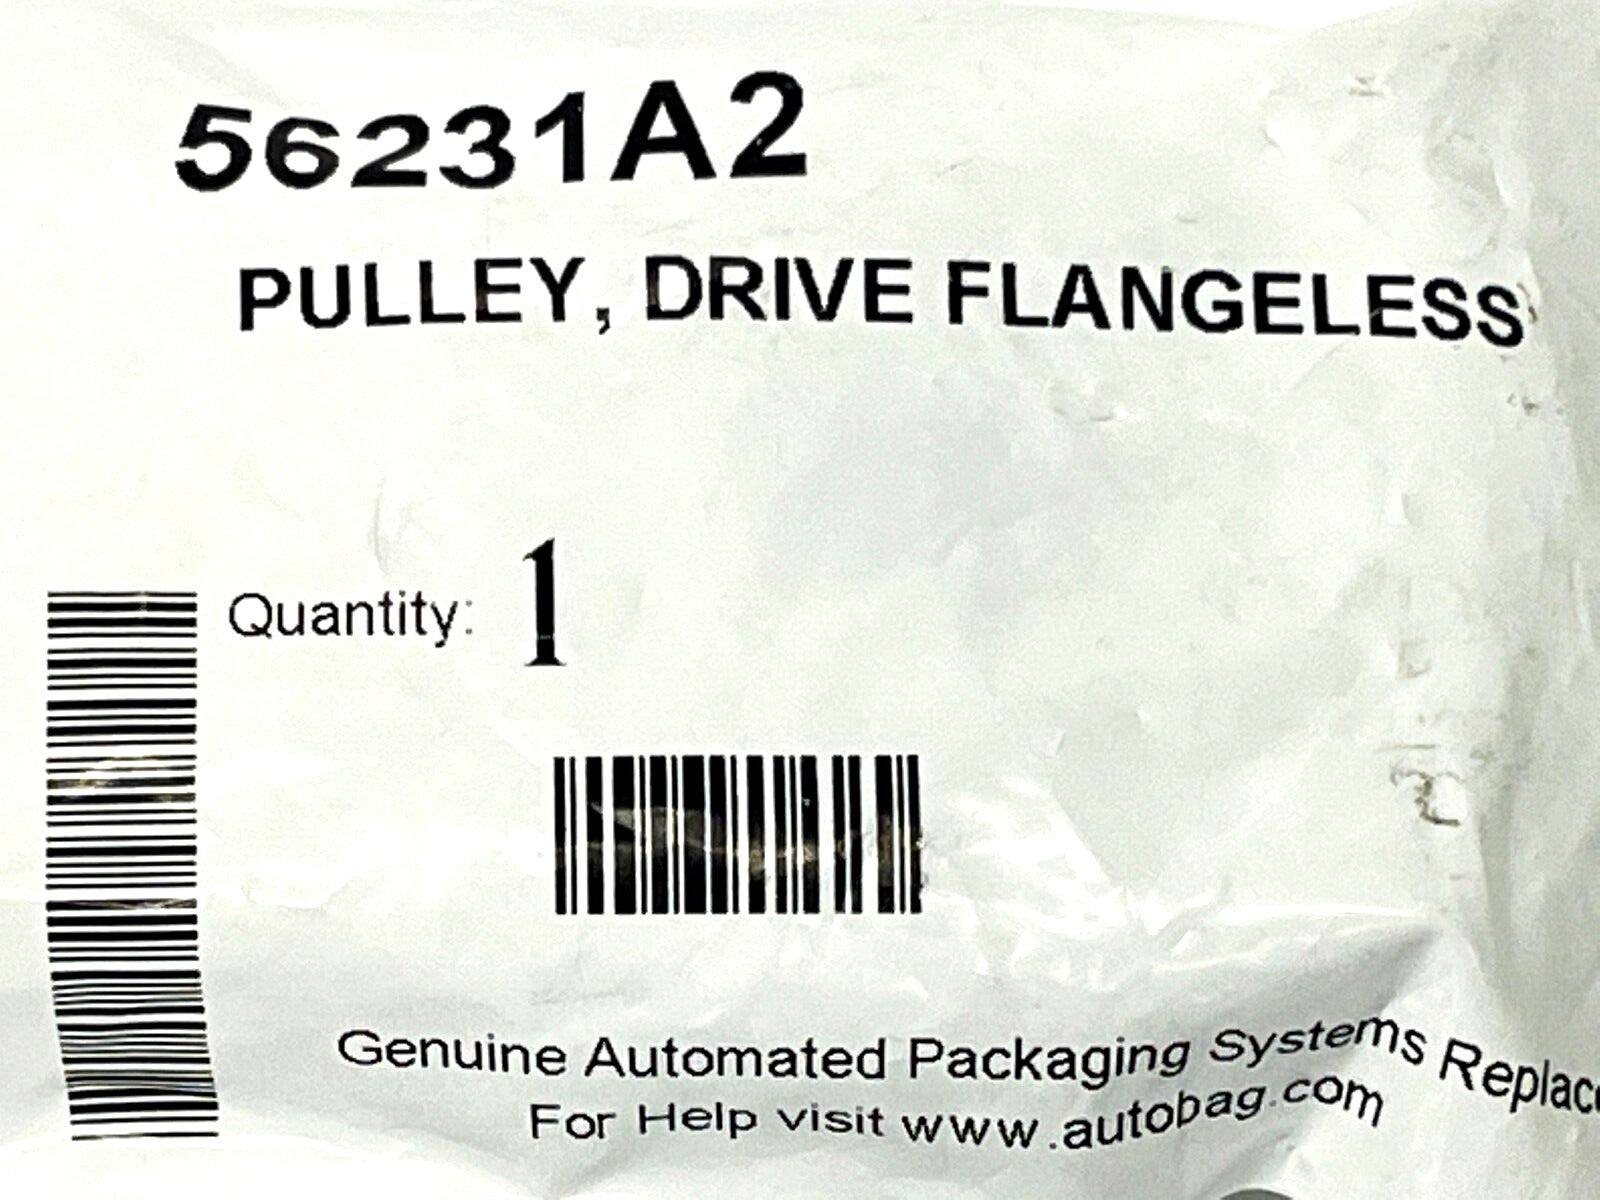 56231A2
PULLEY, DRIVE FLANGELESS
Quantity: 1
Genuine Automated Packaging Systems
For Help visit www.autobag.com